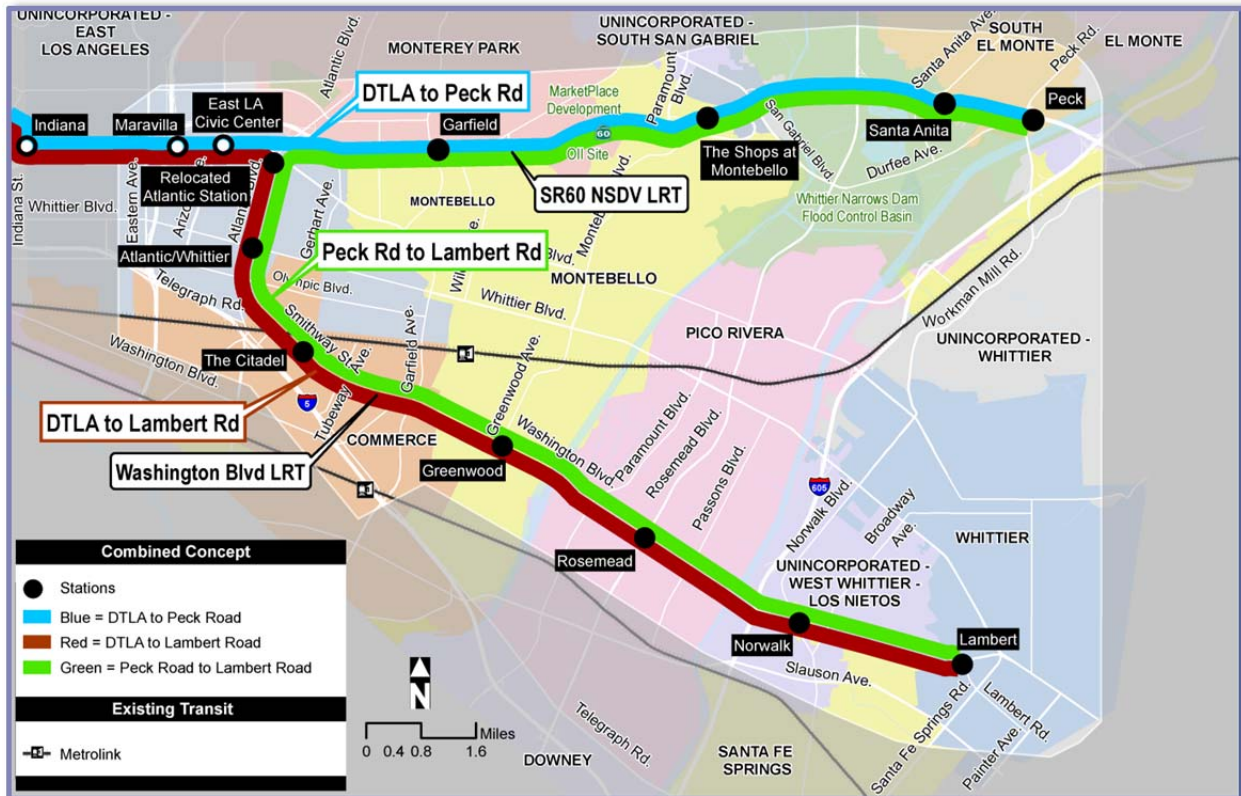 UNINCORPORATED -
EAST
LOS ANGELES
Atlantic Blvd.
MONTEREY PARK
UNINCORPORATED -
SOUTH SAN GABRIEL
Santa Anita Ave.
SOUTH
EL MONTE
Peck Rd.
EL MONTE
DTLA to Peck Rd
MarketPlace
Development
Paramount
Blvd.
Indiana
Maravilla
East LA
Civic Center
Garfield
60
OII Site
San Gabriel Blvd.
Santa Anita
Peck
Relocated
Atlantic Station
The Shops at
Montebello
Durfee Ave.
SR60 NSDV LRT
Indiana St.
Whittier Blvd.
Eastern Ave.
Gerhart Ave.
MONTEBELLO
Whittier Narrows Dam
Flood Control Basin
Atlantic/Whittier
Peck Rd to Lambert Rd
Blvd.
MONTEBELLO
Telegraph Rd.
Olympic Blvd.
Whittier Blvd.
Workman Mill Rd.
PICO RIVERA
UNINCORPORATED -
WHITTIER
Washington Blvd.
The Citadel
Smithway St.
Garfield Ave.
Greenwood Ave.
DTLA to Lambert Rd
5
Tubeway
Ave.
COMMERCE
Washington Blvd LRT
Greenwood
Washington Blvd.
Paramount Blvd.
Rosemead Blvd.
Passons Blvd.
605
Norwalk Blvd.
Broadway
Ave.
WHITTIER
Rosemead
UNINCORPORATED -
WEST WHITTIER -
LOS NIETOS
Norwalk
Lambert
Slauson Ave.
Santa Fe Springs Rd.
Lambert Rd.
Painter Ave.
Telegraph Rd.
DOWNEY
SANTA FE
SPRINGS
Combined Concept
Stations
Blue = DTLA to Peck Road
Red = DTLA to Lambert Road
Green = Peck Road to Lambert Road
Existing Transit
Metrolink
N
Miles
0 0.4 0.8 1.6